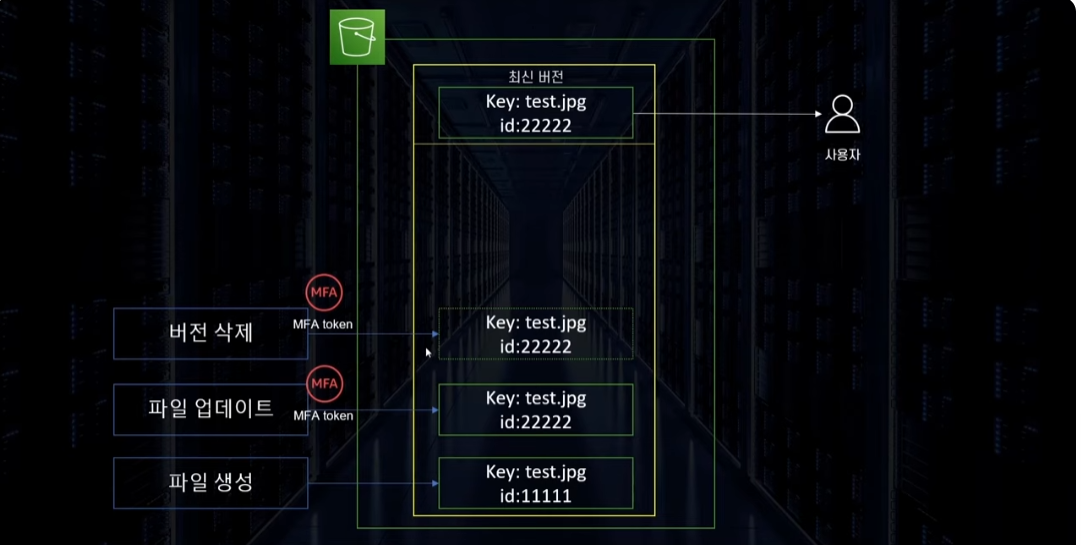 최신 버전
Key: test.jpg
id:22222
사용자
MFA
MFA token
버전 삭제
Key: test.jpg
id:22222
MFA
MFA token
파일 업데이트
Key: test.jpg
id:22222
파일 생성
Key: test.jpg
id:11111